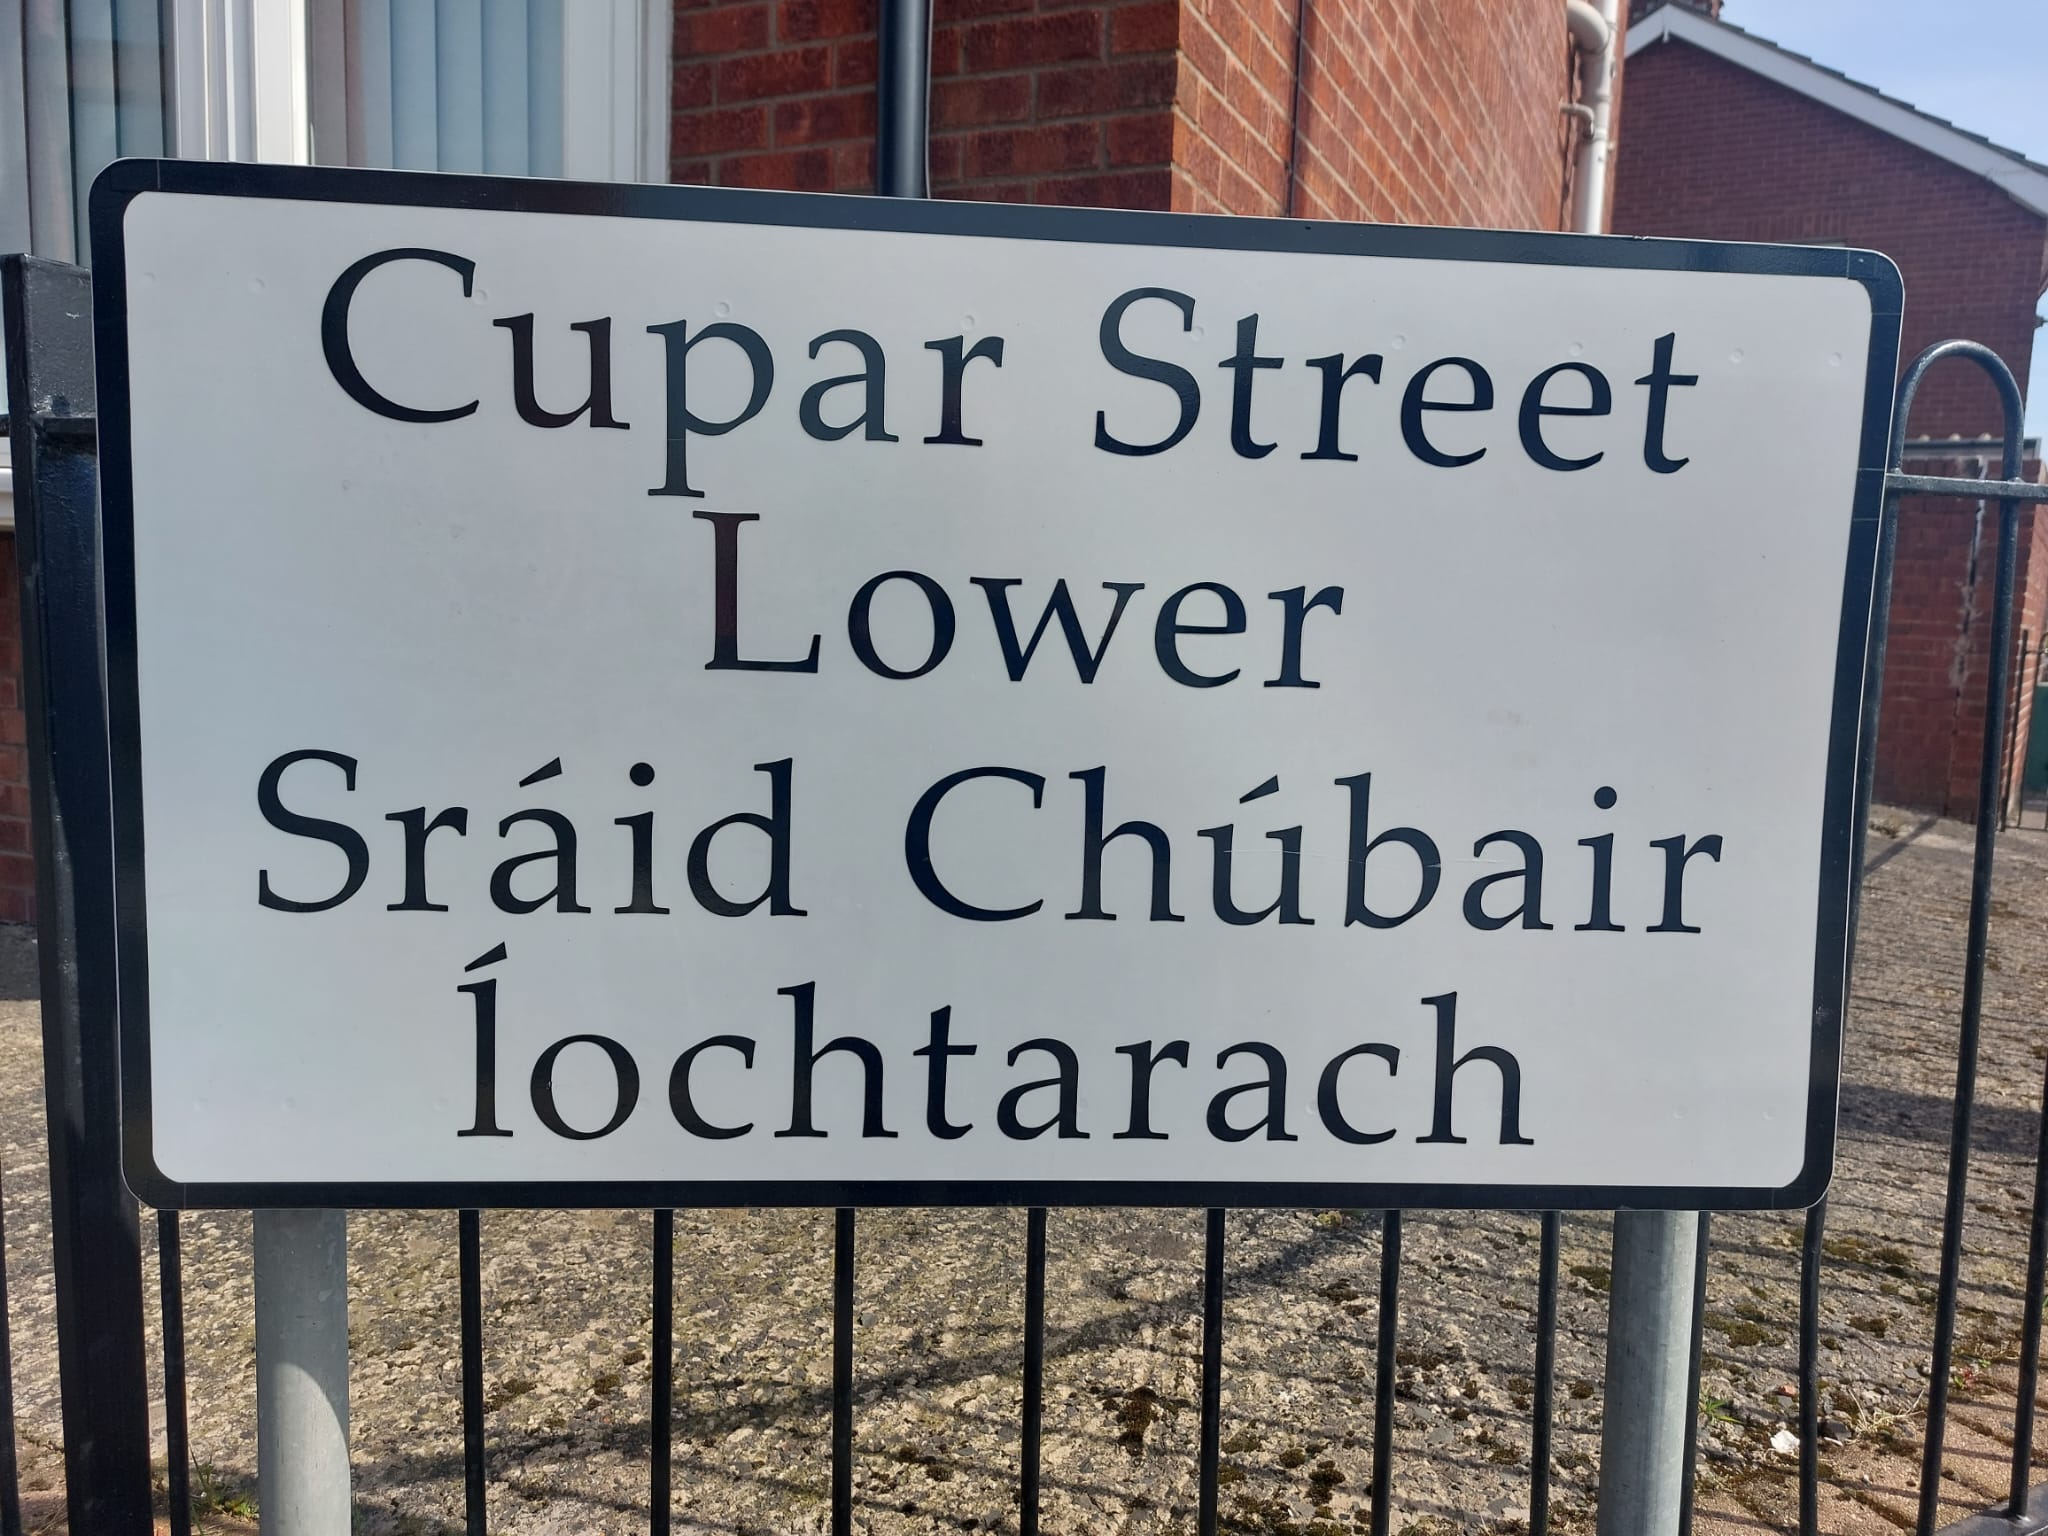 Cupar Street
Lower
Sráid Chúbair
Íochtarach